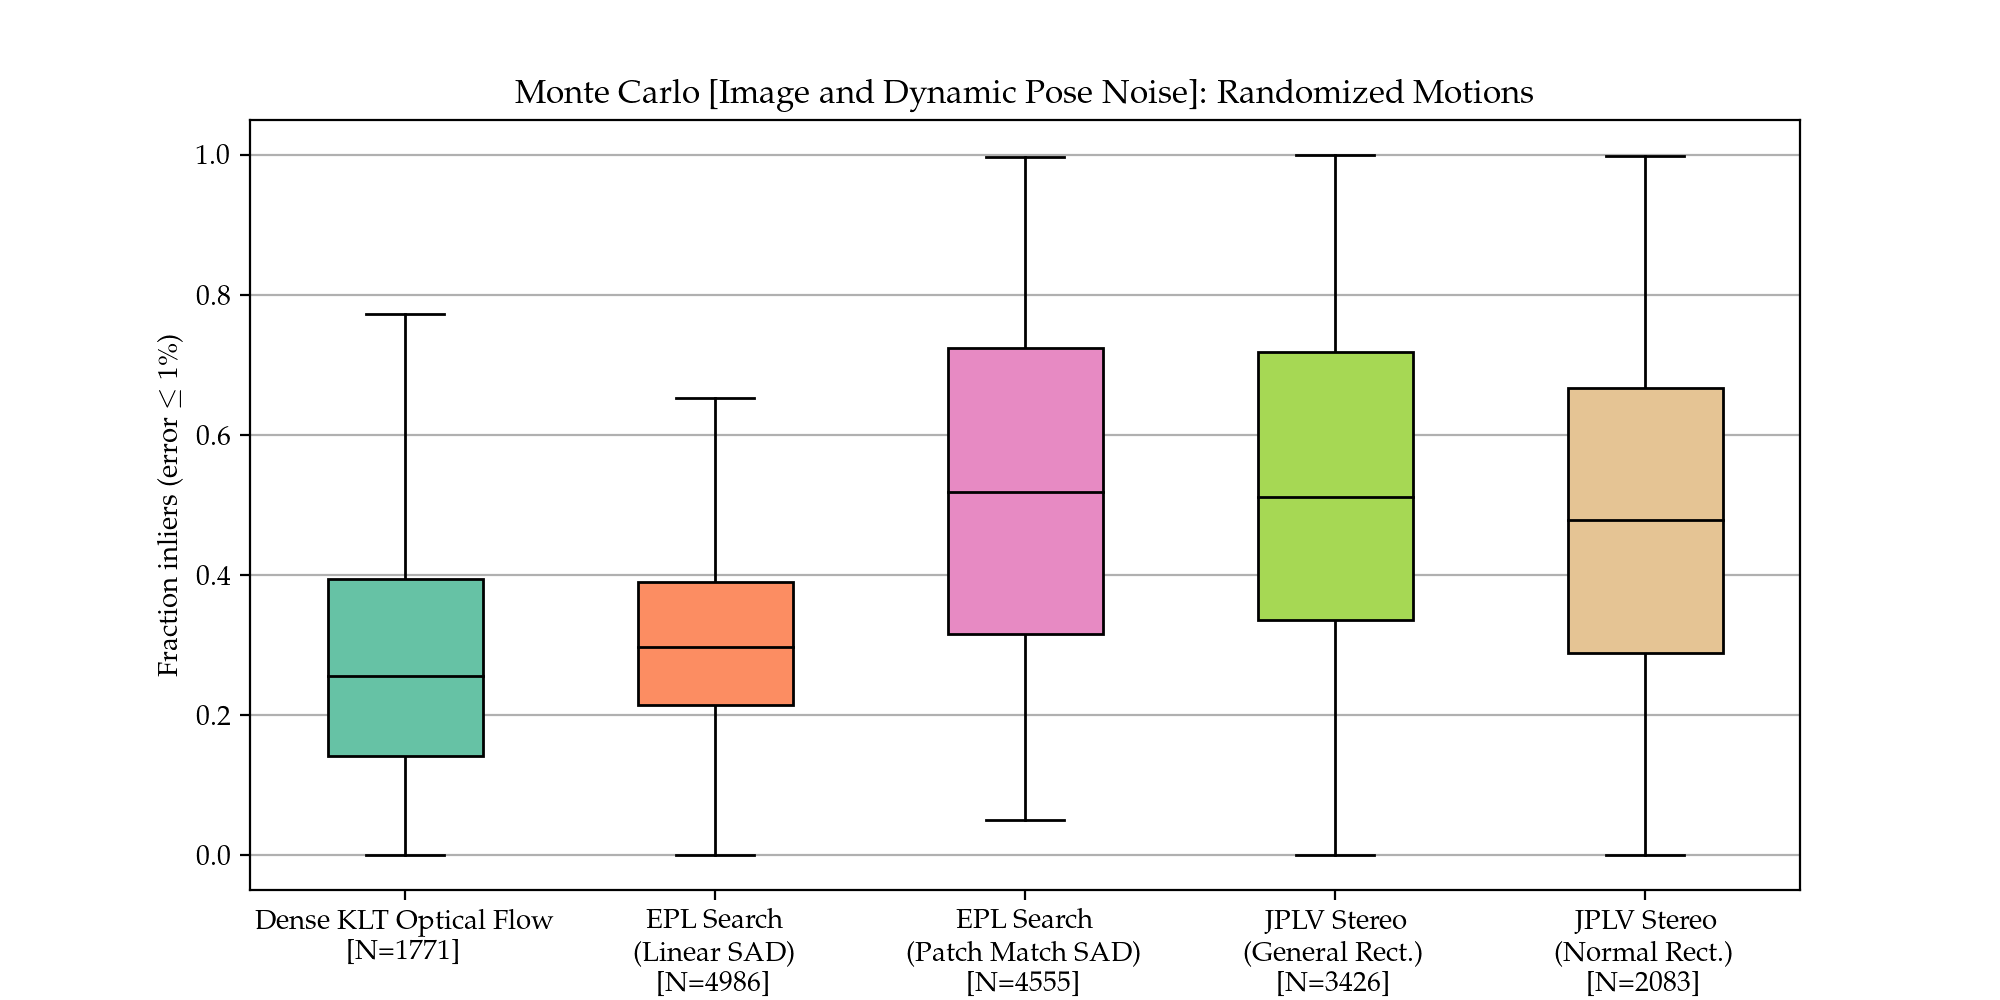 Monte Carlo [Image and Dynamic Pose Noise]: Randomized Motions
Fraction inliers (error ≤ 1%)
1.0
0.8
0.6
0.4
0.2
0.0
Dense KLT Optical Flow
[N=1771]
EPL Search
(Linear SAD)
[N=4986]
EPL Search
(Patch Match SAD)
[N=4555]
JPLV Stereo
(General Rect.)
[N=3426]
JPLV Stereo
(Normal Rect.)
[N=2083]